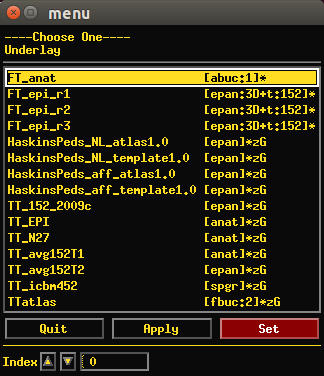 menu
----Choose One----
Underlay
FT_anat [abuc:1]*
FT_epi_r1 [epan:3D+t:152]*
FT_epi_r2 [epan:3D+t:152]*
FT_epi_r3 [epan:3D+t:152]*
HaskinsPeds_NL_atlas1.0 [epan]*zG
HaskinsPeds_NL_template1.0 [epan]*zG
HaskinsPeds_aff_atlas1.0 [epan]*zG
HaskinsPeds_aff_template1.0 [epan]*zG
TT_152_2009c [epan]*zG
TT_EPI [anat]*zG
TT_N27 [anat]*zG
TT_avg152T1 [anat]*zG
TT_avg152T2 [epan]*zG
TT_icbm452 [spgr]*zG
TTatlas [fbuc:2]*zG
Quit Apply Set
Index 0